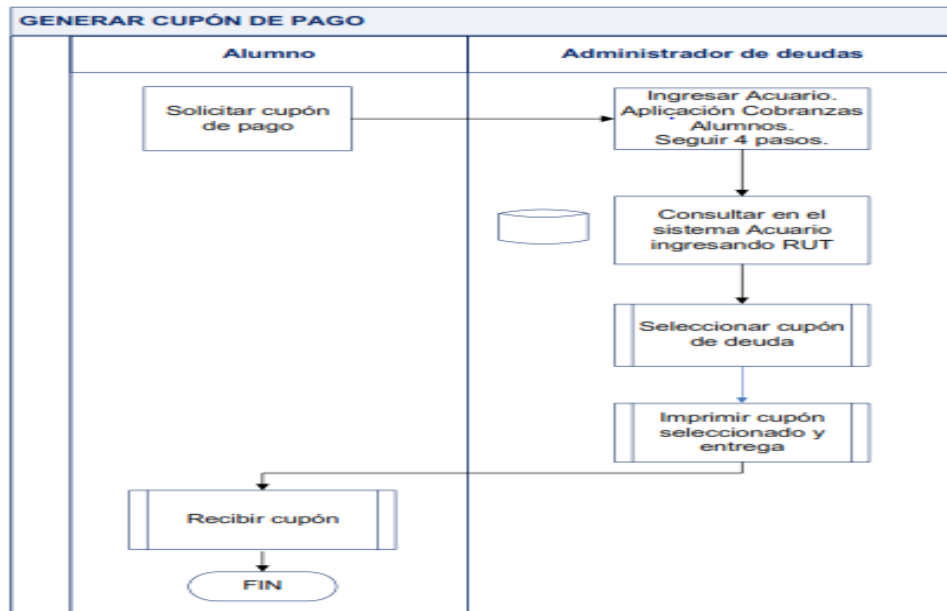 GENERAR CUPÓN DE PAGO
Alumno
Administrador de deudas
Solicitar cupón
de pago
Ingresar Acuario.
Aplicación Cobranzas
Alumnos.
Seguir 4 pasos.
Consultar en el
sistema Acuario
ingresando RUT
Seleccionar cupón
de deuda
Imprimir cupón
seleccionado y
entrega
Recibir cupón
FIN